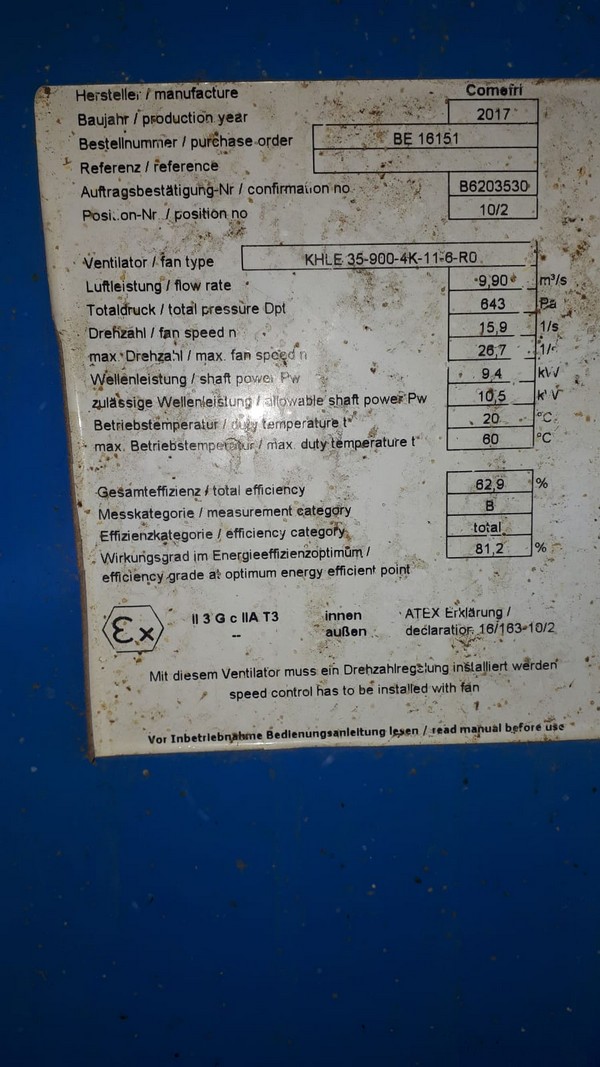 Hersteller / manufacture Comefri
Baujahr / production year 2017
Bestellnummer / purchase order BE 16151
Referenz / reference
Auftragsbestätigung-Nr / confirmation no B6203530
Position-Nr. / position no 10/2
Ventilator / fan type KHLE 35-900-4K-11-6-R0
Luftleistung / flow rate 9,90 m³/s
Totaldruck / total pressure Dpt 643 Pa
Drehzahl / fan speed n 15,9 1/s
max. Drehzahl / max. fan speed n 26,7 1/
Wellenleistung / shaft power Pw 9,4 kW
zulässige Wellenleistung / allowable shaft power Pw 10,5 kW
Betriebstemperatur / duty temperature t 20 °C
max. Betriebstemperatur / max. duty temperature t 60 °C
Gesamteffizienz / total efficiency 62,9 %
Messkategorie / measurement category B
Effizienzkategorie / efficiency category total
Wirkungsgrad im Energieeffizienzoptimum / 81,2 %
efficiency grade at optimum energy efficient point
Ex II 3 G c IIA T3 innen ATEX Erklärung /
-- außen declaration 16/163-10/2
Mit diesem Ventilator muss ein Drehzahlregelung installiert werden
speed control has to be installed with fan
Vor Inbetriebnahme Bedienungsanleitung lesen / read manual before use